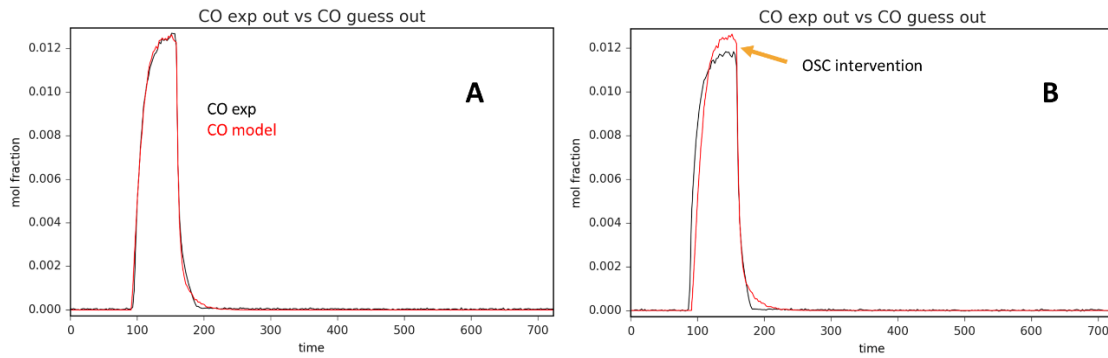 CO exp out vs CO guess out
0.012
0.010
0.008
0.006
0.004
0.002
0.000
mol fraction
A
CO exp
CO model
0 100 200 300 400 500 600 700
time
CO exp out vs CO guess out
0.012
0.010
0.008
0.006
0.004
0.002
0.000
mol fraction
OSC intervention
B
0 100 200 300 400 500 600 700
time